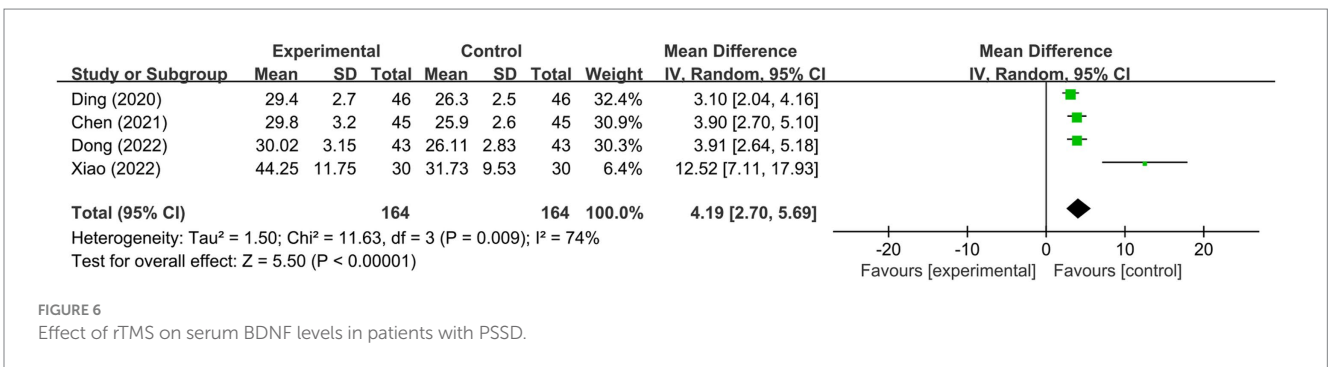 Experimental Control Mean Difference Mean Difference
Study or Subgroup Mean SD Total Mean SD Total Weight IV, Random, 95% CI IV, Random, 95% CI
Ding (2020) 29.4 2.7 46 26.3 2.5 46 32.4% 3.10 [2.04, 4.16]
Chen (2021) 29.8 3.2 45 25.9 2.6 45 30.9% 3.90 [2.70, 5.10]
Dong (2022) 30.02 3.15 43 26.11 2.83 43 30.3% 3.91 [2.64, 5.18]
Xiao (2022) 44.25 11.75 30 31.73 9.53 30 6.4% 12.52 [7.11, 17.93]
Total (95% CI) 164 164 100.0% 4.19 [2.70, 5.69]
Heterogeneity: Tau² = 1.50; Chi² = 11.63, df = 3 (P = 0.009); I² = 74%
Test for overall effect: Z = 5.50 (P < 0.00001)
-20 -10 0 10 20
Favours [experimental] Favours [control]
FIGURE 6
Effect of rTMS on serum BDNF levels in patients with PSSD.